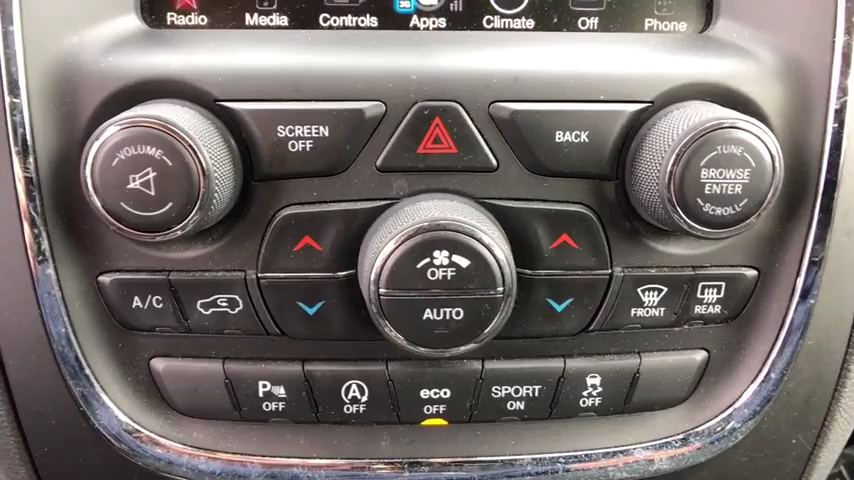 Radio Media Controls Apps Climate Off Phone
3G
VOLUME
SCREEN
OFF
BACK
TUNE
BROWSE
ENTER
SCROLL
OFF
AUTO
A/C
FRONT
REAR
P
OFF
A
OFF
eco
OFF
SPORT
ON
OFF